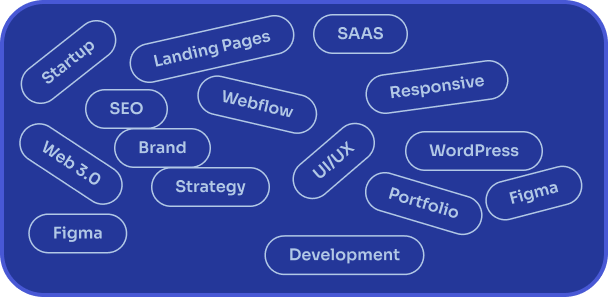 Startup
Landing Pages
SAAS
Responsive
SEO
Webflow
Web 3.0
Brand
UI/UX
WordPress
Strategy
Portfolio
Figma
Figma
Development